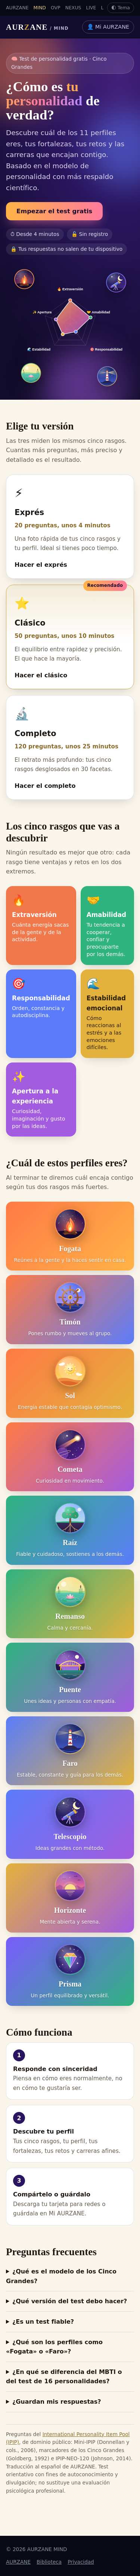 AURZANE MIND OVP NEXUS LIVE L Tema
AURZANE / MIND Mi AURZANE
Test de personalidad gratis · Cinco
Grandes
¿Cómo es tu
personalidad de
verdad?
Descubre cuál de los 11 perfiles
eres, tus rasgos, tus fortalezas y
las carreras que encajan contigo.
Basado en el modelo de
personalidad con más respaldo
científico.
Empezar el test gratis
Desde 4 minutos Sin registro
Tus respuestas no salen de tu dispositivo
Extraversión
Apertura Amabilidad
Estabilidad Responsabilidad
Elige tu versión
Las tres miden los mismos rasgos.
Cuantas más preguntas, más preciso y
detallado es el resultado.
Exprés
20 preguntas, unos 4 minutos
Una foto rápida de tus cinco rasgos y
tu perfil. Ideal si tienes poco tiempo.
Hacer el exprés
Recomendado
Clásico
50 preguntas, unos 10 minutos
El equilibrio entre rapidez y precisión.
El que hace la mayoría.
Hacer el clásico
Completo
120 preguntas, unos 25 minutos
El retrato más profundo: tus cinco
rasgos desglosados en 30 facetas.
Hacer el completo
Los cinco rasgos que vas a
descubrir
Ningún resultado es mejor que otro: cada
rasgo tiene ventajas y retos en los dos
extremos.
Extraversión
Cuánta energía sacas
de la gente y de la
actividad.
Amabilidad
Tu tendencia a
cooperar,
confiar y
preocuparte
por los demás.
Responsabilidad
Orden, constancia y
autodisciplina.
Estabilidad
emocional
Cómo
reaccionas al
estrés y a las
emociones
difíciles.
Apertura a la
experiencia
Curiosidad,
imaginación y gusto
por las ideas.
¿Cuál de estos perfiles eres?
Al terminar te diremos cuál encaja contigo
según tus dos rasgos más fuertes.
Fogata
Reúnes a la gente y la haces sentir en casa.
Timón
Pones rumbo y mueves al grupo.
Sol
Energía estable que contagia optimismo.
Cometa
Curiosidad en movimiento.
Raíz
Fiable y cuidadoso, sostienes a los demás.
Remanso
Calma y cercanía.
Puente
Unes ideas y personas con empatía.
Faro
Estable, constante y guía para los demás.
Telescopio
Ideas grandes con método.
Horizonte
Mente abierta y serena.
Prisma
Un perfil equilibrado y versátil.
Cómo funciona
1
Responde con sinceridad
Piensa en cómo eres normalmente, no
en cómo te gustaría ser.
2
Descubre tu perfil
Tus cinco rasgos, tu perfil, tus
fortalezas, tus retos y carreras afines.
3
Compártelo o guárdalo
Descarga tu tarjeta para redes o
guárdala en Mi AURZANE.
Preguntas frecuentes
¿Qué es el modelo de los Cinco
Grandes?
¿Qué versión del test debo hacer?
¿Es un test fiable?
¿Qué son los perfiles como
«Fogata» o «Faro»?
¿En qué se diferencia del MBTI o
del test de 16 personalidades?
¿Guardan mis respuestas?
Preguntas del International Personality Item Pool
(IPIP), de dominio público: Mini-IPIP (Donnellan y
cols., 2006), marcadores de los Cinco Grandes
(Goldberg, 1992) e IPIP-NEO-120 (Johnson, 2014).
Traducción al español de AURZANE. Test
orientativo con fines de autoconocimiento y
divulgación; no sustituye una evaluación
psicológica profesional.
© 2026 AURZANE MIND
AURZANE Biblioteca Privacidad